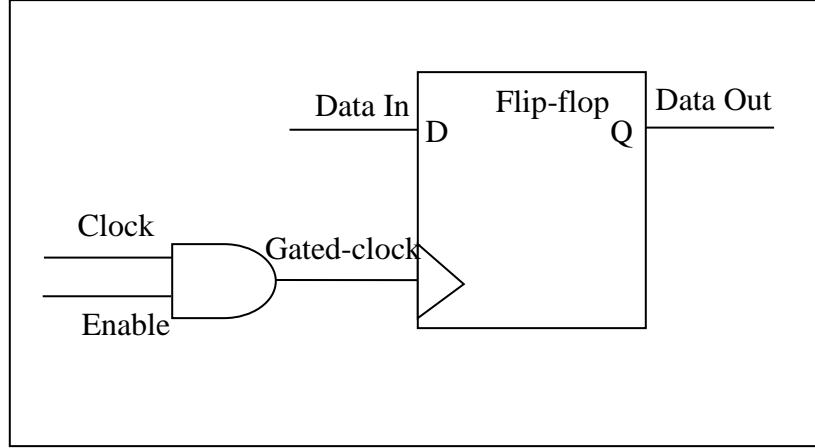 Data In
Flip-flop
Data Out
D
Q
Clock
Gated-clock
Enable